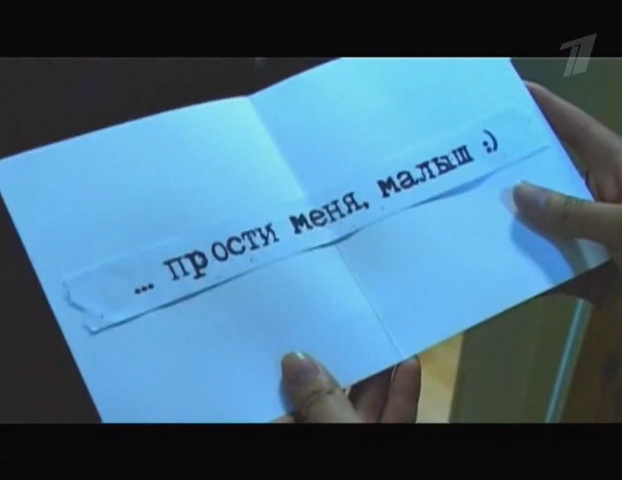 ... прости меня, малыш :)